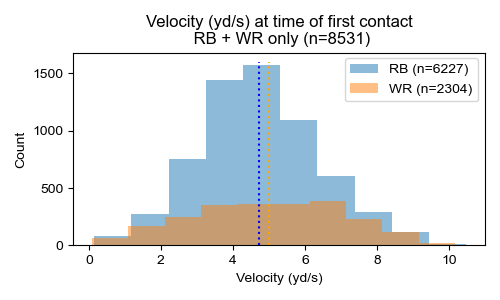 Velocity (yd/s) at time of first contact
RB + WR only (n=8531)
RB (n=6227)
WR (n=2304)
1500
1000
500
0
Count
0 2 4 6 8 10
Velocity (yd/s)